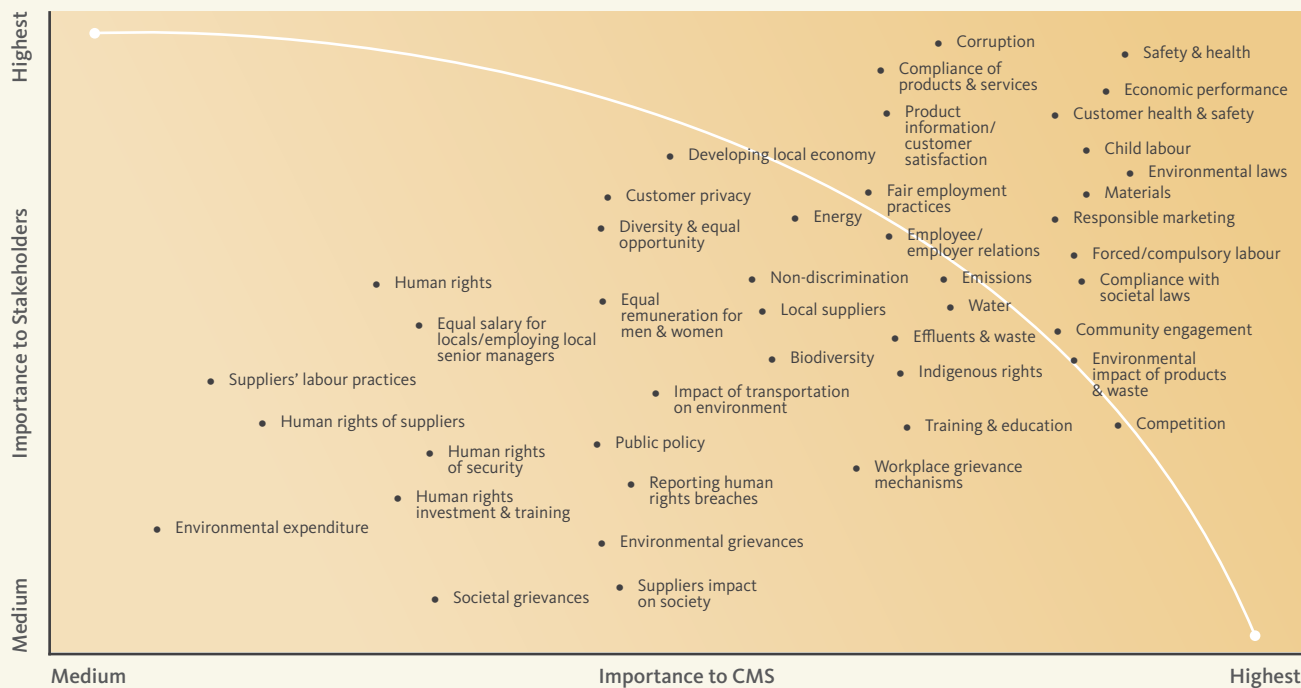 Highest
Importance to Stakeholders
Medium
Corruption
Safety & health
Compliance of
products & services
Economic performance
Product
information/
customer
satisfaction
Customer health & safety
Developing local economy
Child labour
Environmental laws
Customer privacy
Fair employment
practices
Materials
Diversity & equal
opportunity
Energy
Responsible marketing
Employee/
employer relations
Forced/compulsory labour
Human rights
Non-discrimination
Emissions
Compliance with
societal laws
Equal
remuneration for
men & women
Local suppliers
Water
Equal salary for
locals/employing local
senior managers
Effluents & waste
Community engagement
Biodiversity
Environmental
impact of products
& waste
Suppliers’ labour practices
Impact of transportation
on environment
Indigenous rights
Human rights of suppliers
Training & education
Competition
Human rights
of security
Public policy
Workplace grievance
mechanisms
Human rights
investment & training
Reporting human
rights breaches
Environmental expenditure
Environmental grievances
Societal grievances
Suppliers impact
on society
Medium
Importance to CMS
Highest